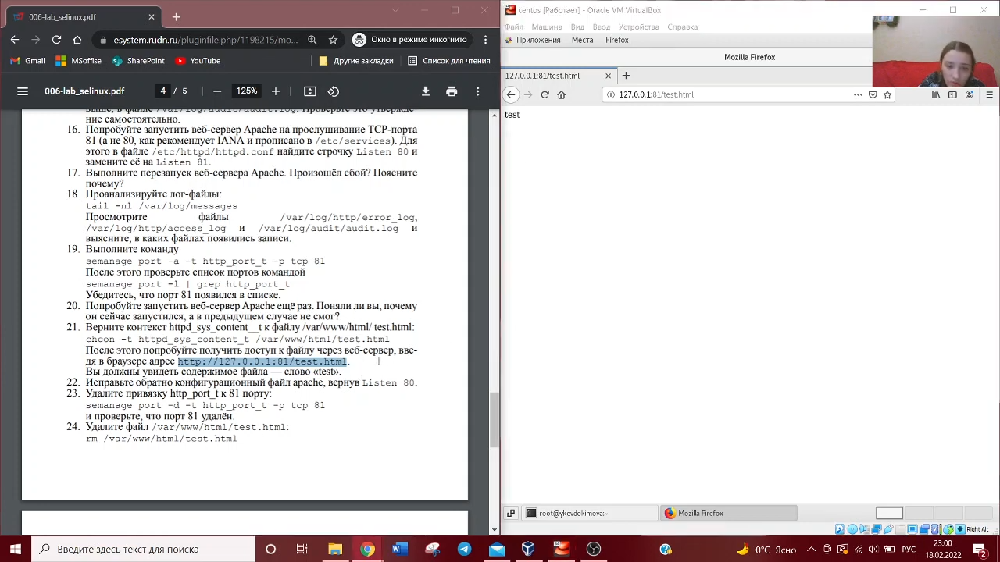 006-lab_selinux.pdf
esystem.rudn.ru/pluginfile.php/1198215/mo...
Окно в режиме инкогнито
Gmail
MSoffise
SharePoint
YouTube
Другие закладки
Список для чтения
006-lab_selinux.pdf
4 / 5
125%
ние самостоятельно.
16. Попробуйте запустить веб-сервер Apache на прослушивание TCP-порта
81 (а не 80, как рекомендует IANA и прописано в /etc/services). Для
этого в файле /etc/httpd/httpd.conf найдите строчку Listen 80 и
замените её на Listen 81.
17. Выполните перезапуск веб-сервера Apache. Произошёл сбой? Поясните
почему?
18. Проанализируйте лог-файлы:
tail -nl /var/log/messages
Просмотрите файлы /var/log/http/error_log,
/var/log/http/access_log и /var/log/audit/audit.log и
выясните, в каких файлах появились записи.
19. Выполните команду
semanage port -a -t http_port_t -p tcp 81
После этого проверьте список портов командой
semanage port -l | grep http_port_t
Убедитесь, что порт 81 появился в списке.
20. Попробуйте запустить веб-сервер Apache ещё раз. Поняли ли вы, почему
он сейчас запустился, а в предыдущем случае не смог?
21. Верните контекст httpd_sys_content__t к файлу /var/www/html/ test.html:
chcon -t httpd_sys_content_t /var/www/html/test.html
После этого попробуйте получить доступ к файлу через веб-сервер, вве-
дя в браузере адрес http://127.0.0.1:81/test.html.
Вы должны увидеть содержимое файла — слово «test».
22. Исправьте обратно конфигурационный файл apache, вернув Listen 80.
23. Удалите привязку http_port_t к 81 порту:
semanage port -d -t http_port_t -p tcp 81
и проверьте, что порт 81 удалён.
24. Удалите файл /var/www/html/test.html:
rm /var/www/html/test.html
centos [Работает] - Oracle VM VirtualBox
Файл Машина Вид Ввод Устройства Справка
Приложения Места Firefox
Mozilla Firefox
127.0.0.1:81/test.html
127.0.0.1:81/test.html
test
root@ykevdokimova:~
Mozilla Firefox
Right Alt
Введите здесь текст для поиска
0°C Ясно
РУС
23:00
18.02.2022